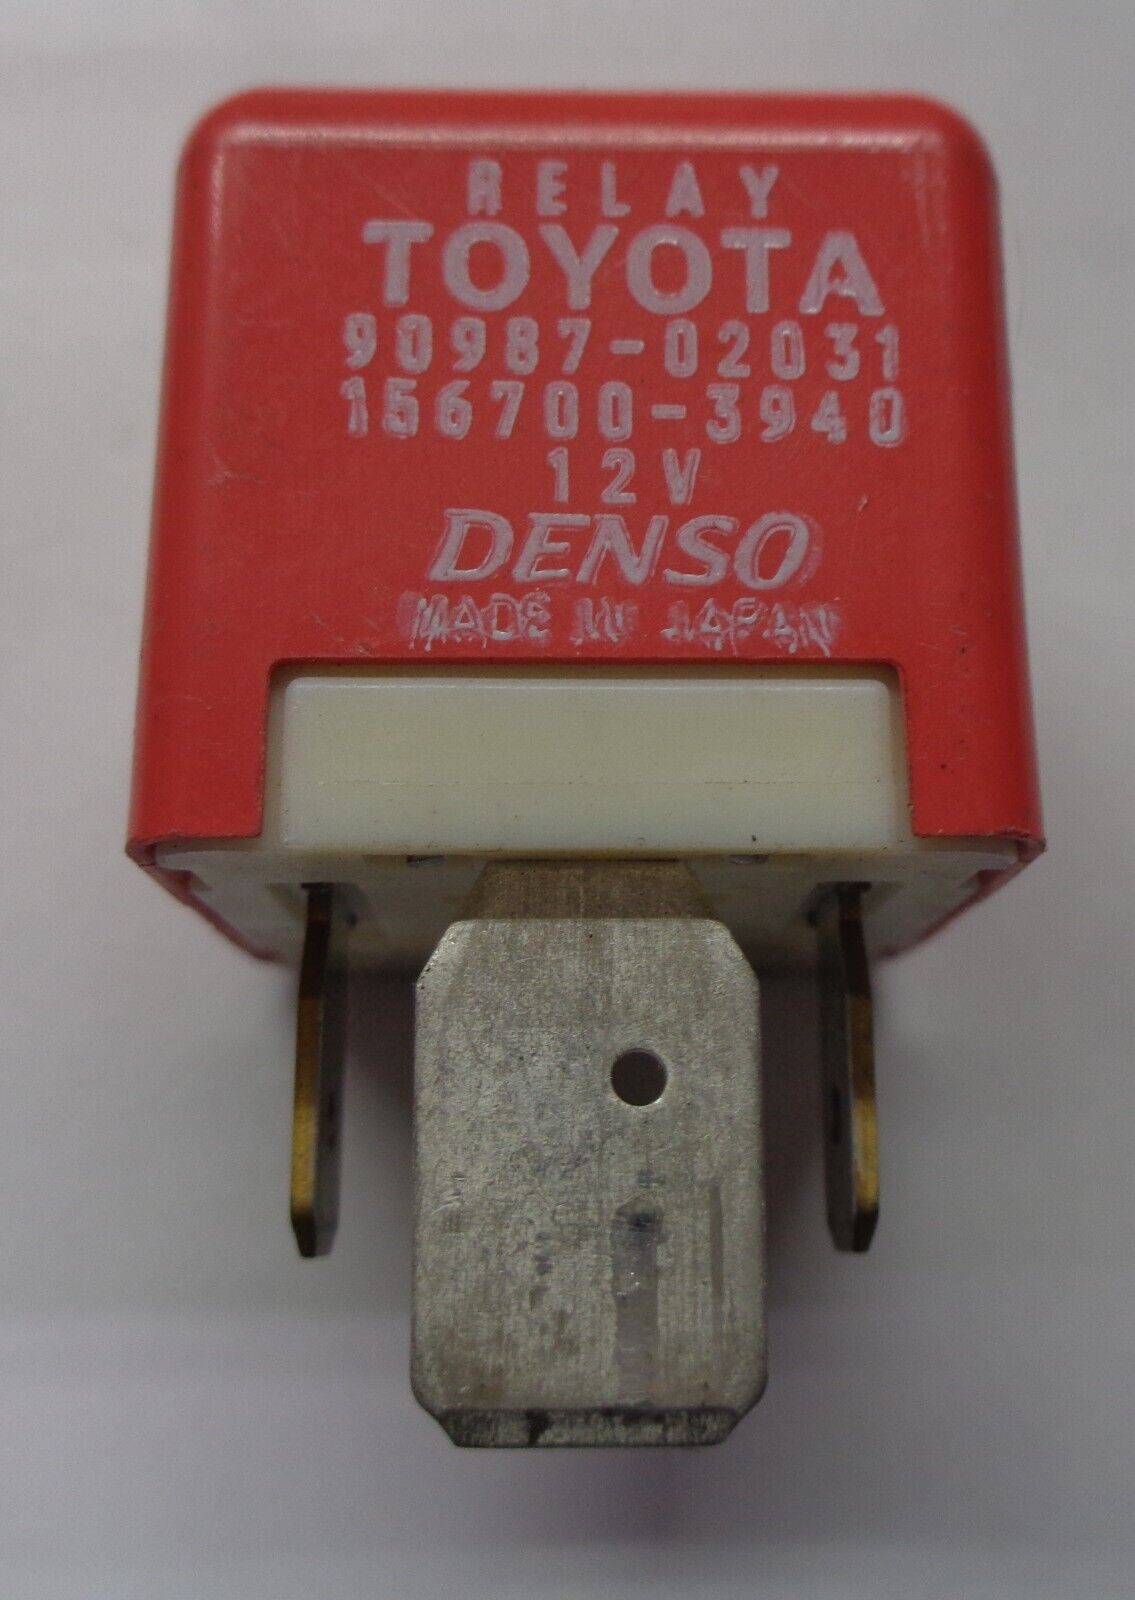 RELAY
TOYOTA
90987-02031
156700-3940
12V
DENSO
MADE IN JAPAN